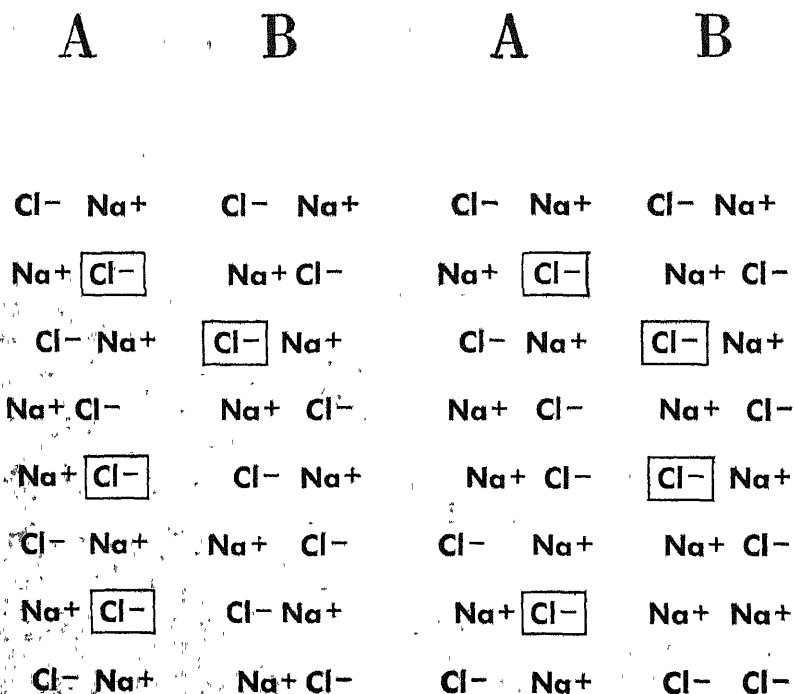 A B A B
Cl− Na+ Cl− Na+ Cl− Na+ Cl− Na+
Na+ Cl− Na+ Cl− Na+ Cl− Na+ Cl−
Cl− Na+ Cl− Na+ Cl− Na+ Cl− Na+
Na+ Cl− Na+ Cl− Na+ Cl− Na+ Cl−
Na+ Cl− Cl− Na+ Na+ Cl− Cl− Na+
Cl− Na+ Na+ Cl− Cl− Na+ Na+ Cl−
Na+ Cl− Cl− Na+ Na+ Cl− Na+ Na+
Cl− Na+ Na+ Cl− Cl− Na+ Cl− Cl−